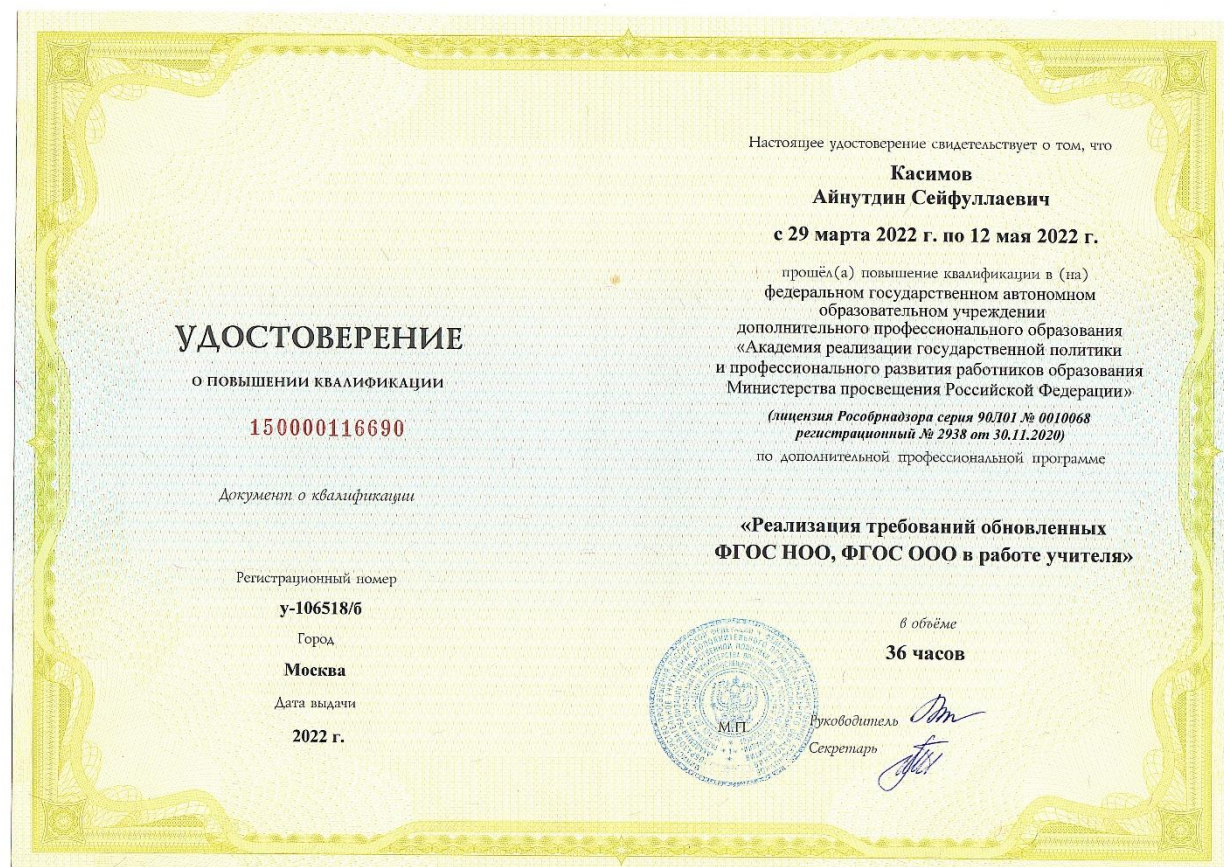 УДОСТОВЕРЕНИЕ
О ПОВЫШЕНИИ КВАЛИФИКАЦИИ
150000116690
Документ о квалификации
Регистрационный номер
у-106518/б
Город
Москва
Дата выдачи
2022 г.
Настоящее удостоверение свидетельствует о том, что
Касимов
Айнутдин Сейфуллаевич
с 29 марта 2022 г. по 12 мая 2022 г.
прошёл(а) повышение квалификации в (на)
федеральном государственном автономном
образовательном учреждении
дополнительного профессионального образования
«Академия реализации государственной политики
и профессионального развития работников образования
Министерства просвещения Российской Федерации»
(лицензия Рособрнадзора серия 90Л01 № 0010068
регистрационный № 2938 от 30.11.2020)
по дополнительной профессиональной программе
«Реализация требований обновленных
ФГОС НОО, ФГОС ООО в работе учителя»
в объёме
36 часов
М.П.
Руководитель
Секретарь